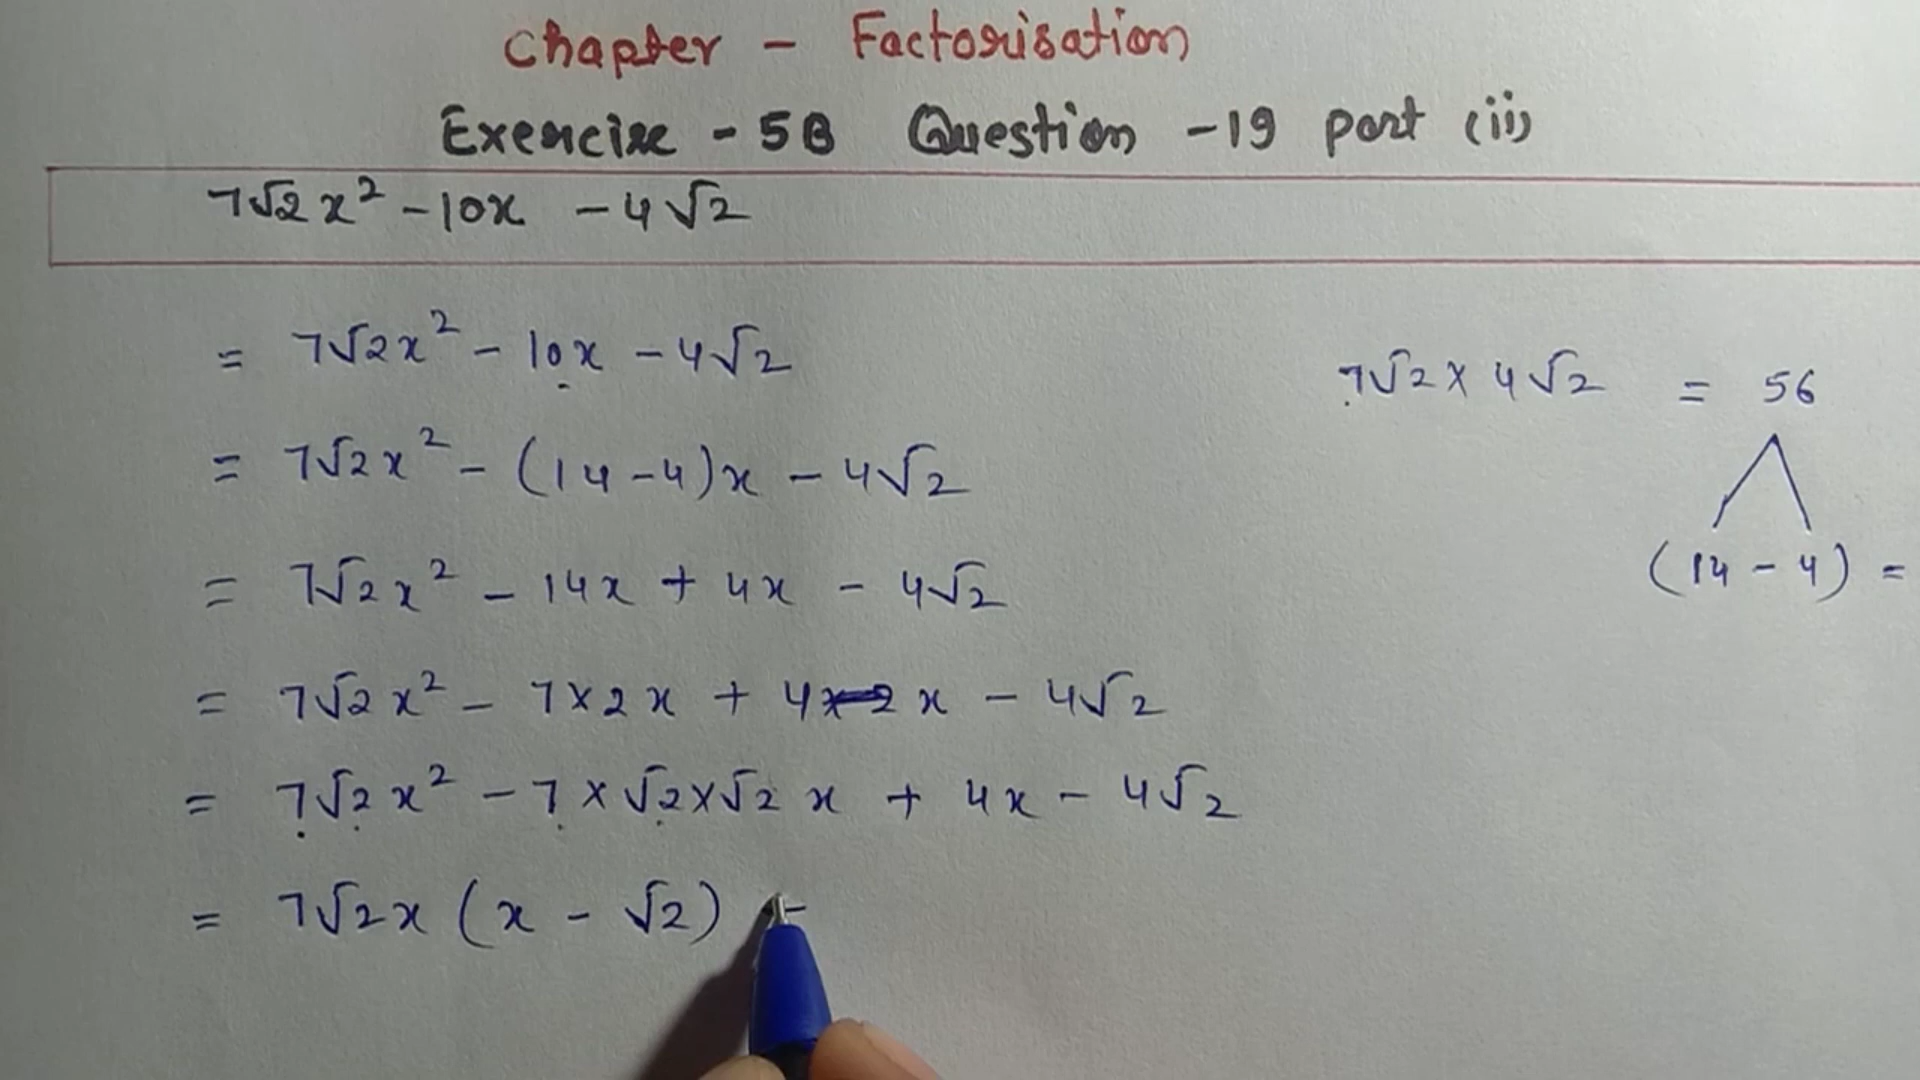 Chapter - Factorisation
Exercise - 5B Question - 19 part (ii)
7√2x² - 10x - 4√2
= 7√2x² - 10x - 4√2
7√2 × 4√2 = 56
= 7√2x² - (14-4)x - 4√2
(14 - 4) =
= 7√2x² - 14x + 4x - 4√2
= 7√2x² - 7×2x + 4x - 4√2
= 7√2x² - 7×√2×√2x + 4x - 4√2
= 7√2x (x - √2)